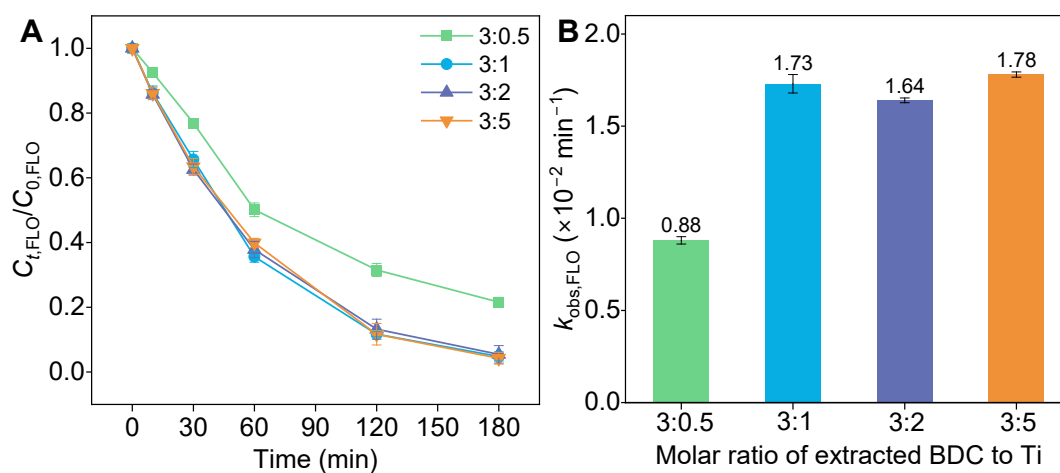 A
3:0.5
3:1
3:2
3:5
1.0
0.8
0.6
0.4
0.2
0.0
C_t,FLO/C_0,FLO
0 30 60 90 120 150 180
Time (min)
B
2.0
1.5
1.0
0.5
0.0
k_obs,FLO (×10⁻² min⁻¹)
0.88
1.73
1.64
1.78
3:0.5 3:1 3:2 3:5
Molar ratio of extracted BDC to Ti